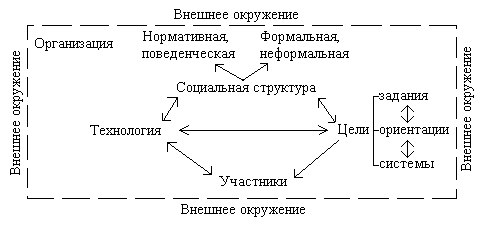 Внешнее окружение
Организация
Нормативная,
поведенческая
Формальная,
неформальная
Внешнее окружение
Внешнее окружение
Социальная структура
задания
Технология
Цели
ориентации
системы
Участники
Внешнее окружение